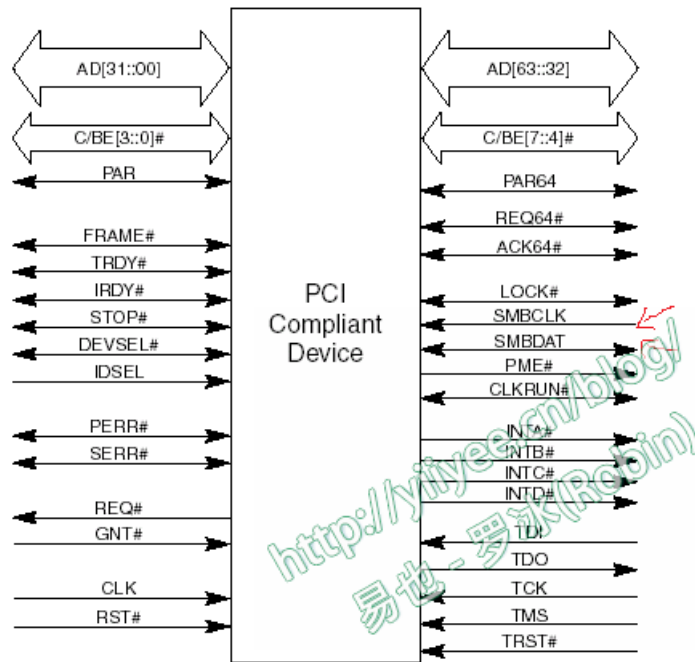 AD[31::00]
C/BE[3::0]#
PAR
FRAME#
TRDY#
IRDY#
STOP#
DEVSEL#
IDSEL
PERR#
SERR#
REQ#
GNT#
CLK
RST#
PCI
Compliant
Device
AD[63::32]
C/BE[7::4]#
PAR64
REQ64#
ACK64#
LOCK#
SMBCLK
SMBDAT
PME#
CLKRUN#
INTA#
INTB#
INTC#
INTD#
TDI
TDO
TCK
TMS
TRST#
http://yiiyee.cn/blog/
易也-罗冰(Robin)